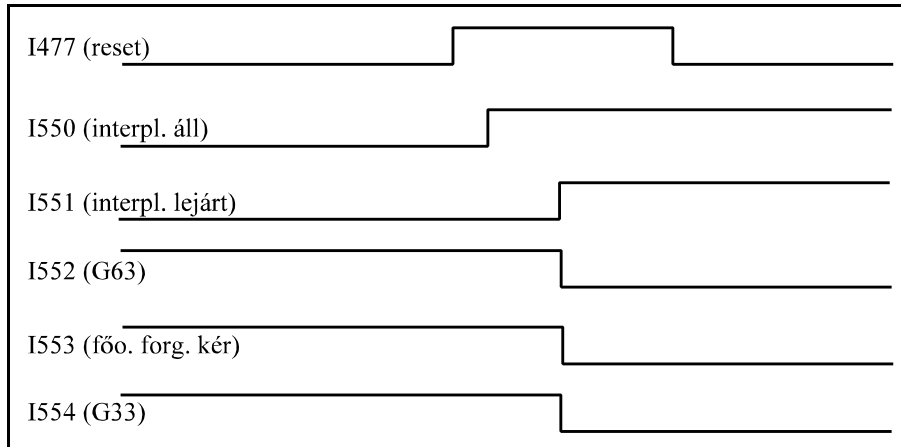 I477 (reset)
I550 (interpl. áll)
I551 (interpl. lejárt)
I552 (G63)
I553 (főo. forg. kér)
I554 (G33)